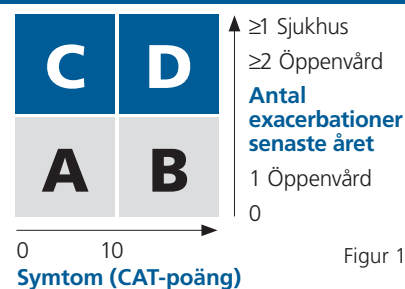 C D
A B
≥1 Sjukhus
≥2 Öppenvård
Antal
exacerbationer
senaste året
1 Öppenvård
0
0 10
Symtom (CAT-poäng)
Figur 1